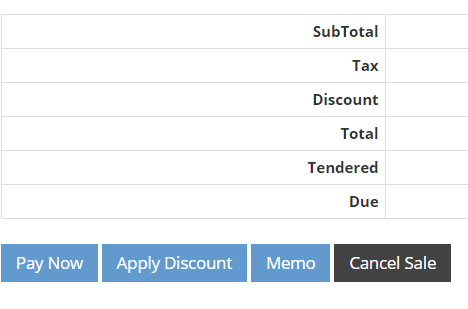 SubTotal
Tax
Discount
Total
Tendered
Due
Pay Now Apply Discount Memo Cancel Sale